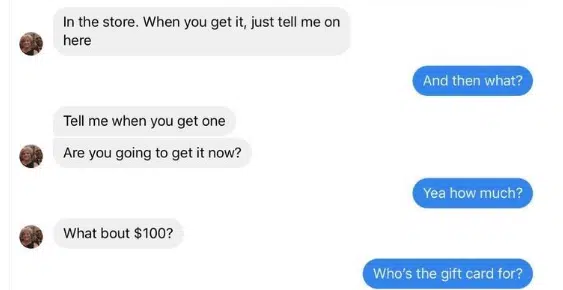 In the store. When you get it, just tell me on
here
And then what?
Tell me when you get one
Are you going to get it now?
Yea how much?
What bout $100?
Who's the gift card for?